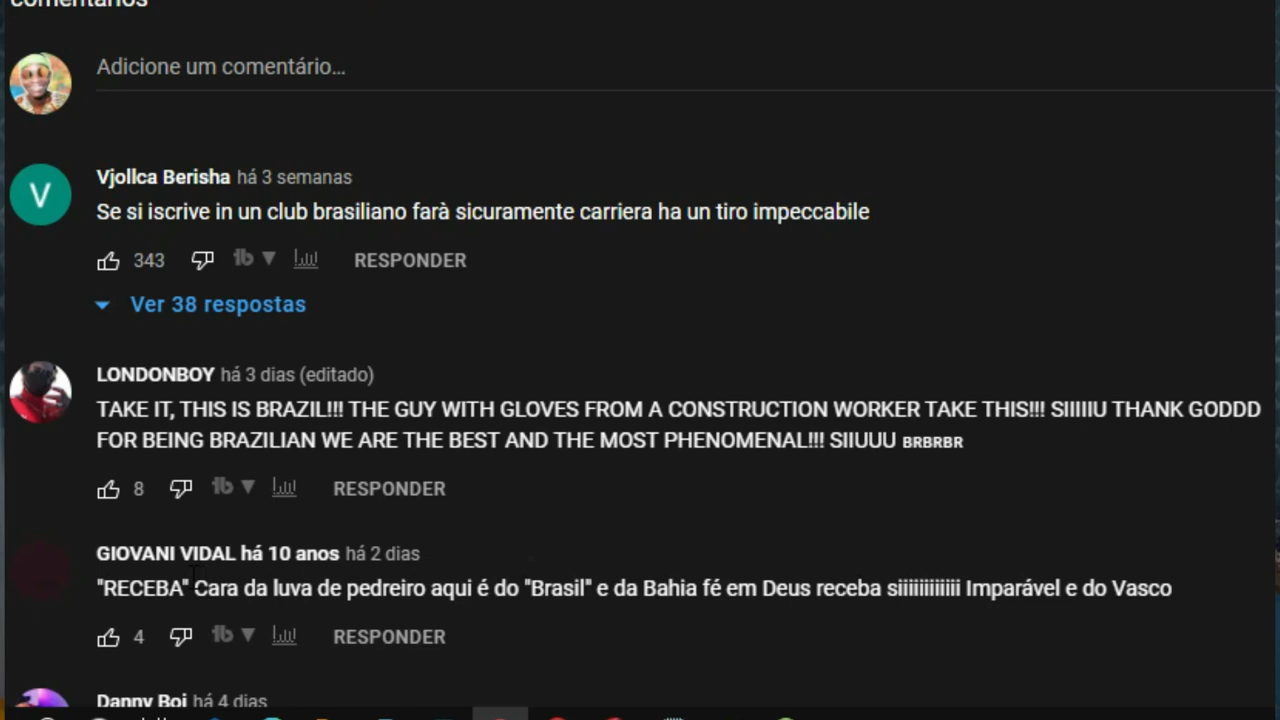 comentários
Adicione um comentário...
V
Vjollca Berisha há 3 semanas
Se si iscrive in un club brasiliano farà sicuramente carriera ha un tiro impeccabile
343 RESPONDER
Ver 38 respostas
LONDONBOY há 3 dias (editado)
TAKE IT, THIS IS BRAZIL!!! THE GUY WITH GLOVES FROM A CONSTRUCTION WORKER TAKE THIS!!! SIIIIIU THANK GODDD
FOR BEING BRAZILIAN WE ARE THE BEST AND THE MOST PHENOMENAL!!! SIIUUU BRBRBR
8 RESPONDER
GIOVANI VIDAL há 10 anos há 2 dias
"RECEBA" Cara da luva de pedreiro aqui é do "Brasil" e da Bahia fé em Deus receba siiiiiiiiiiii Imparável e do Vasco
4 RESPONDER
Danny Boi há 4 dias